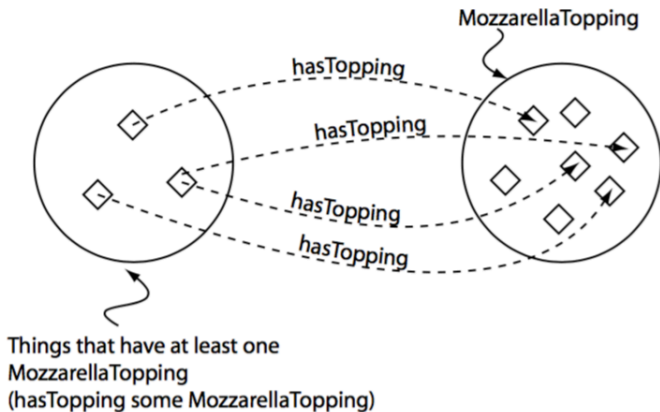 MozzarellaTopping
hasTopping
hasTopping
hasTopping
hasTopping
Things that have at least one
MozzarellaTopping
(hasTopping some MozzarellaTopping)